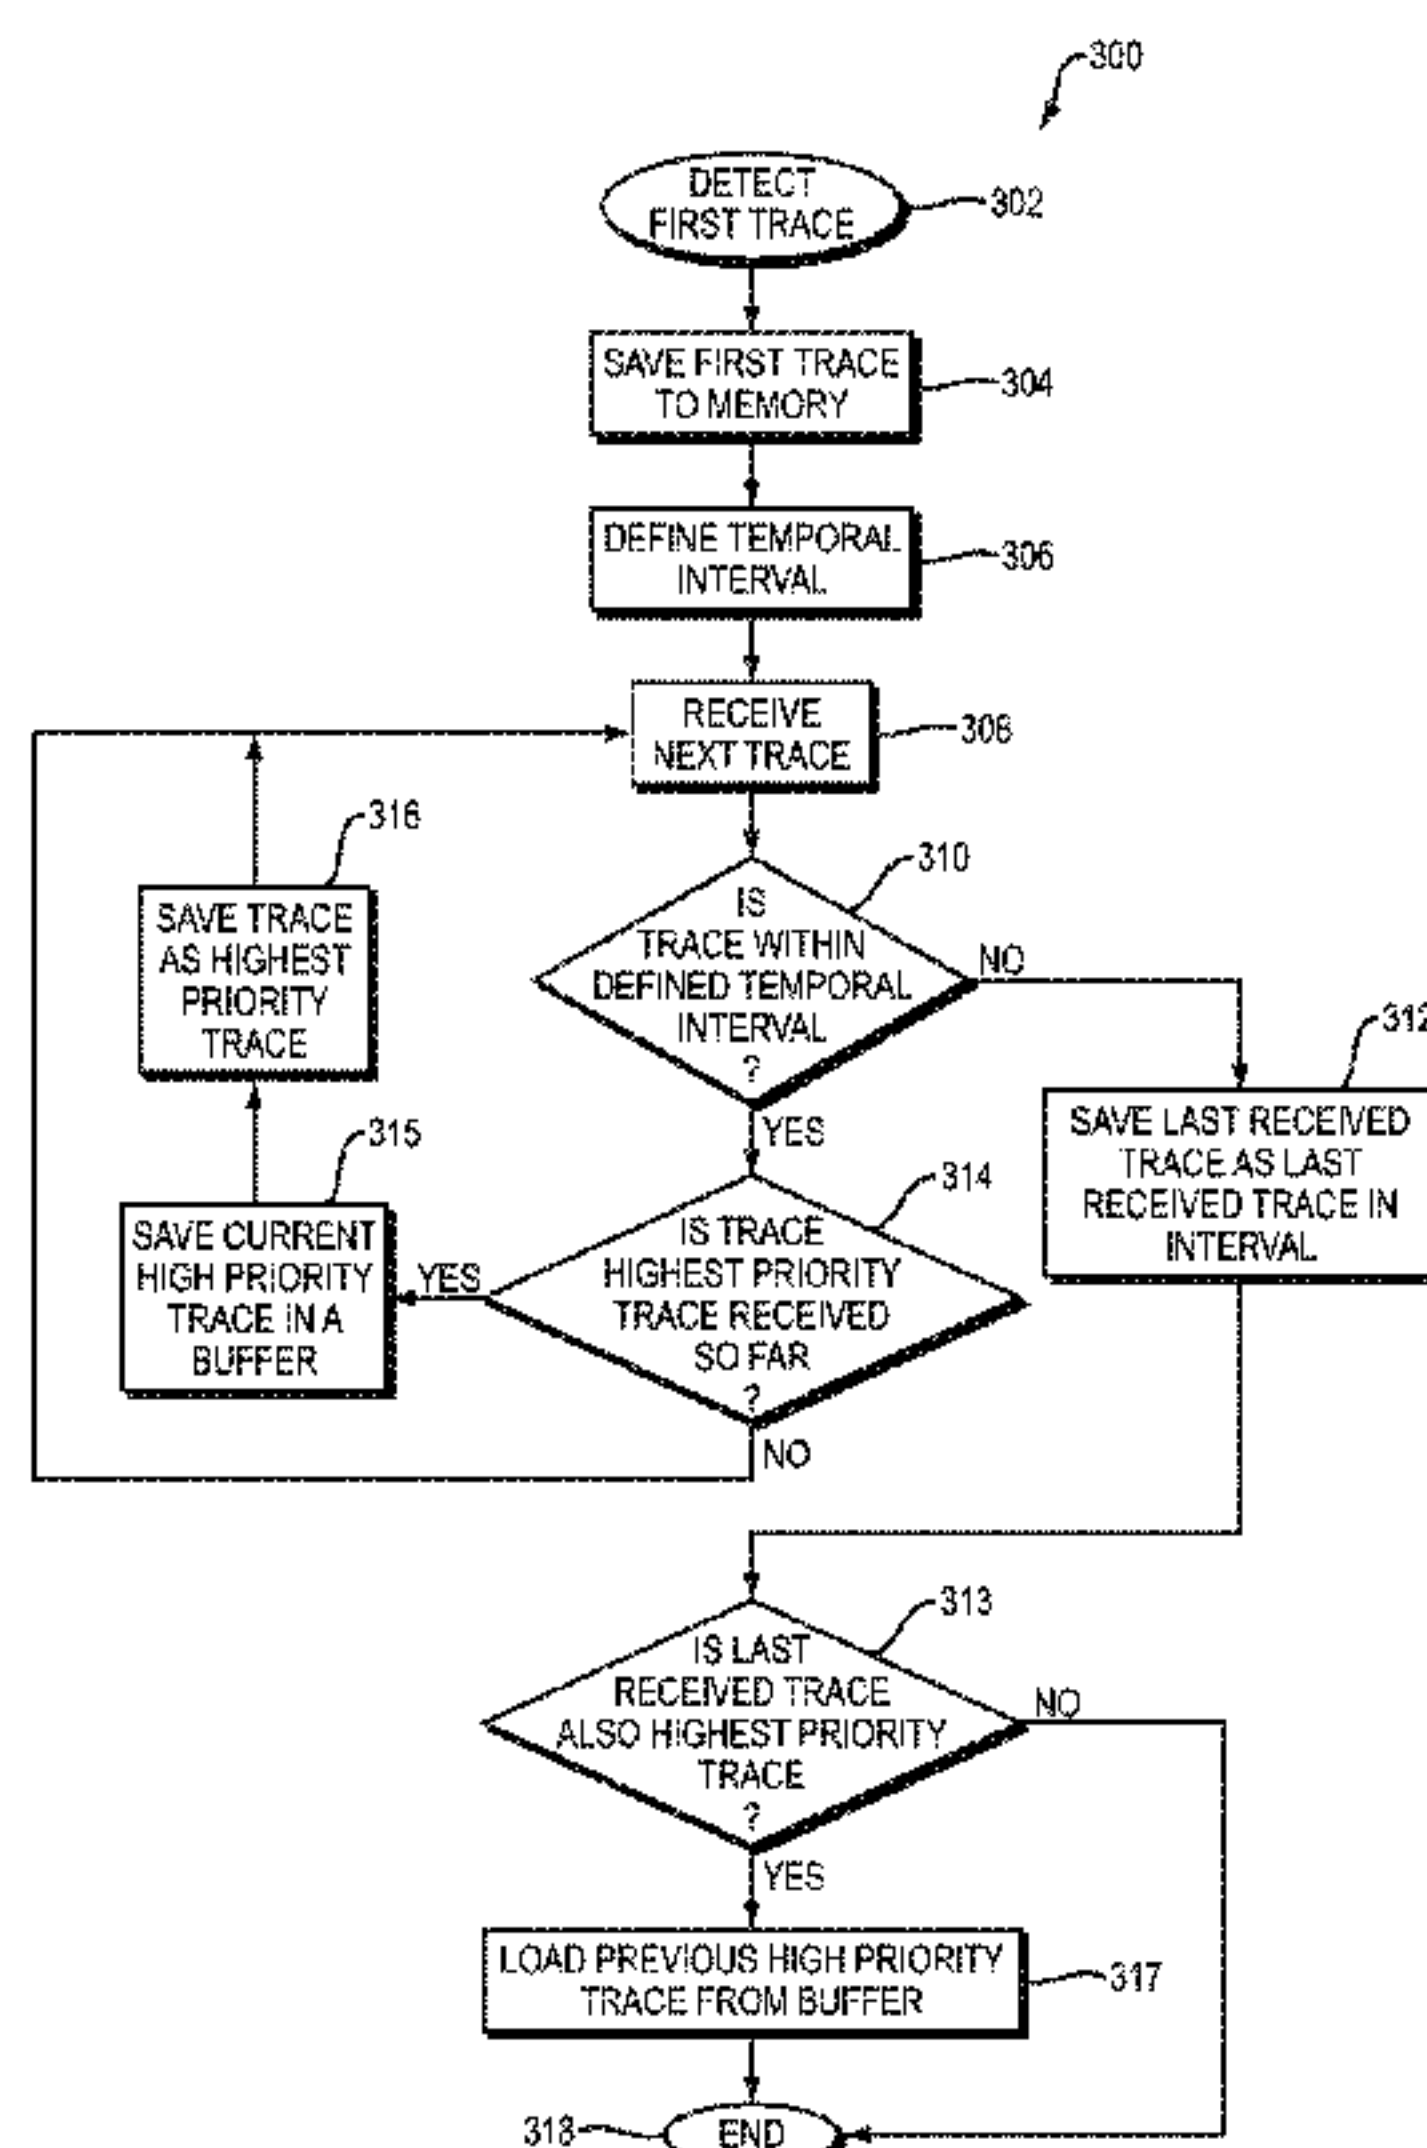 300
DETECT
FIRST TRACE
302
SAVE FIRST TRACE
TO MEMORY
304
DEFINE TEMPORAL
INTERVAL
306
RECEIVE
NEXT TRACE
308
316
SAVE TRACE
AS HIGHEST
PRIORITY
TRACE
310
IS
TRACE WITHIN
DEFINED TEMPORAL
INTERVAL
?
NO
YES
312
SAVE LAST RECEIVED
TRACE AS LAST
RECEIVED TRACE IN
INTERVAL
315
SAVE CURRENT
HIGH PRIORITY
TRACE IN A
BUFFER
YES
314
IS TRACE
HIGHEST PRIORITY
TRACE RECEIVED
SO FAR
?
NO
313
IS LAST
RECEIVED TRACE
ALSO HIGHEST PRIORITY
TRACE
?
NO
YES
LOAD PREVIOUS HIGH PRIORITY
TRACE FROM BUFFER
317
318
END